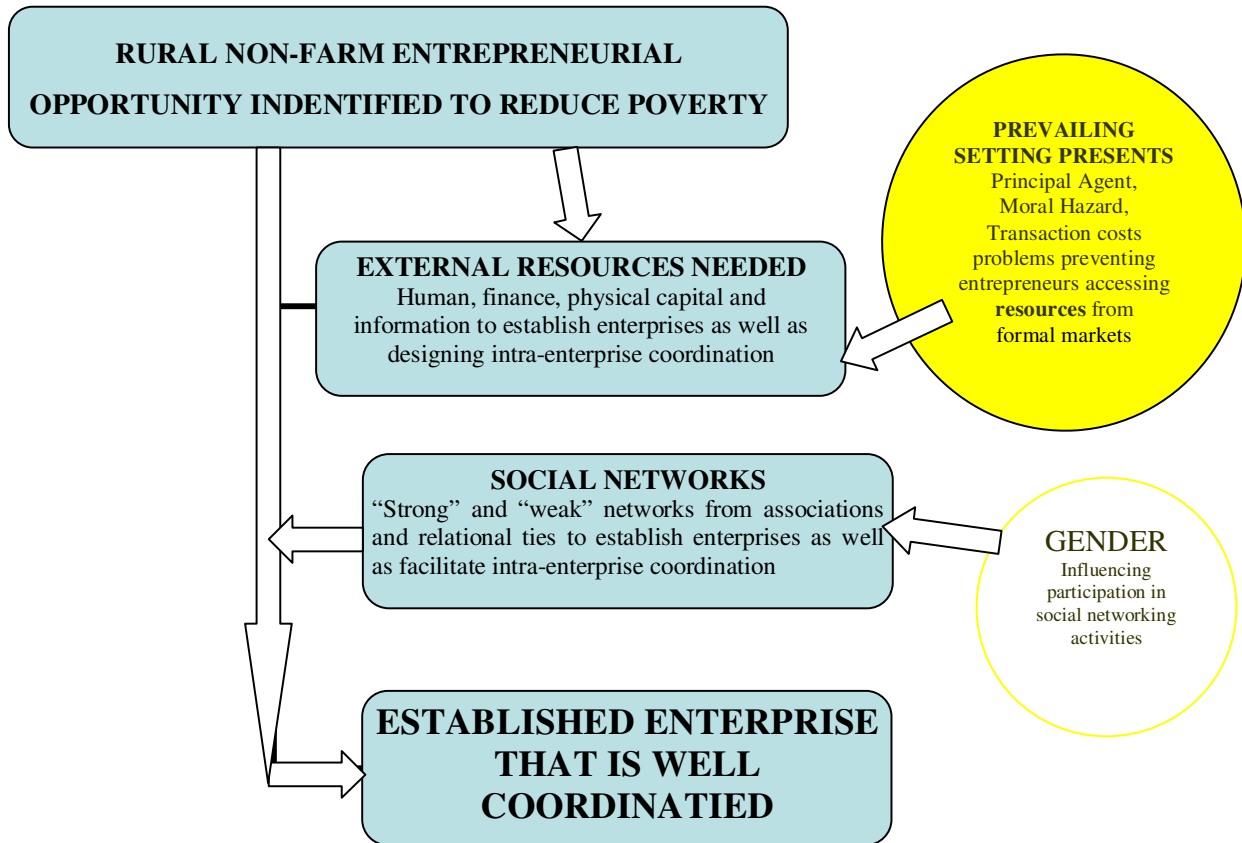 RURAL NON-FARM ENTREPRENEURIAL
OPPORTUNITY INDENTIFIED TO REDUCE POVERTY
PREVAILING
SETTING PRESENTS
Principal Agent,
Moral Hazard,
Transaction costs
problems preventing
entrepreneurs accessing
resources from
formal markets
EXTERNAL RESOURCES NEEDED
Human, finance, physical capital and
information to establish enterprises as well as
designing intra-enterprise coordination
SOCIAL NETWORKS
“Strong” and “weak” networks from associations
and relational ties to establish enterprises as well
as facilitate intra-enterprise coordination
GENDER
Influencing
participation in
social networking
activities
ESTABLISHED ENTERPRISE
THAT IS WELL
COORDINATIED